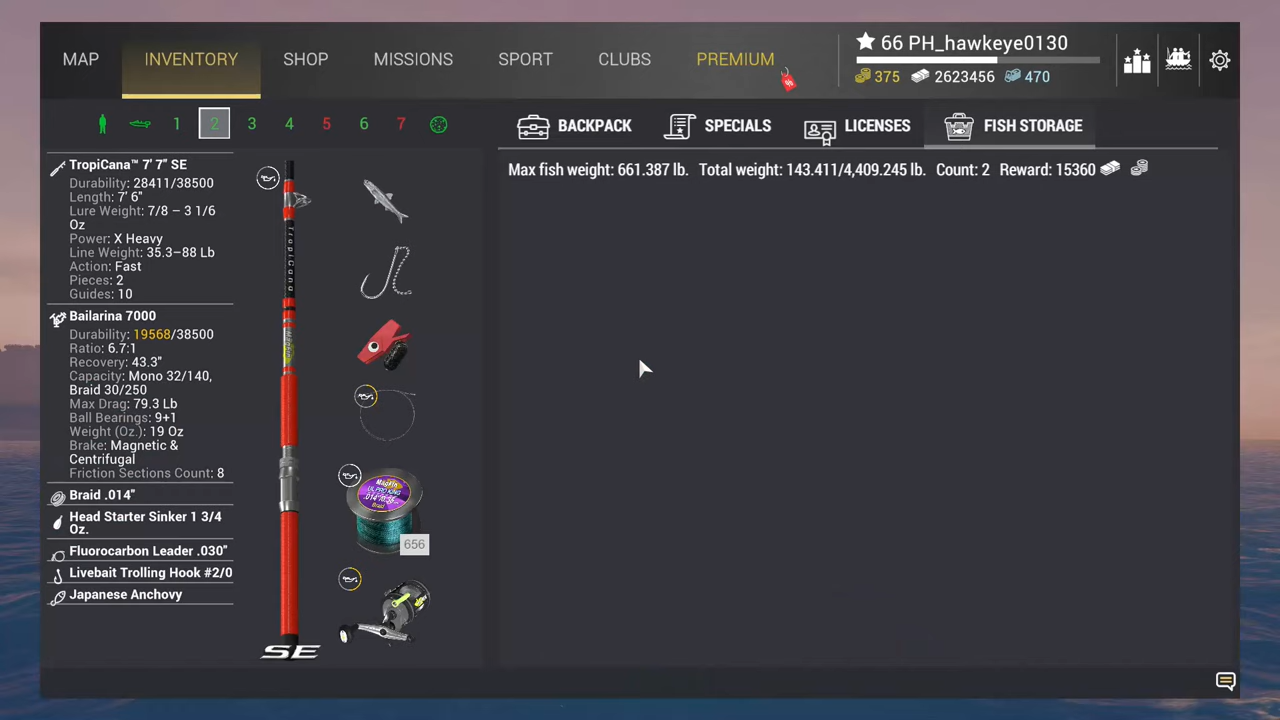 MAP INVENTORY SHOP MISSIONS SPORT CLUBS PREMIUM
66 PH_hawkeye0130
375 2623456 470
1 2 3 4 5 6 7
BACKPACK SPECIALS LICENSES FISH STORAGE
Max fish weight: 661.387 lb. Total weight: 143.411/4,409.245 lb. Count: 2 Reward: 15360
TropiCana™ 7' 7" SE
Durability: 28411/38500
Length: 7' 6"
Lure Weight: 7/8 – 3 1/6
Oz
Power: X Heavy
Line Weight: 35.3–88 Lb
Action: Fast
Pieces: 2
Guides: 10
Bailarina 7000
Durability: 19568/38500
Ratio: 6.7:1
Recovery: 43.3"
Capacity: Mono 32/140,
Braid 30/250
Max Drag: 79.3 Lb
Ball Bearings: 9+1
Weight (Oz.): 19 Oz
Brake: Magnetic &
Centrifugal
Friction Sections Count: 8
Braid .014"
Head Starter Sinker 1 3/4
Oz.
Fluorocarbon Leader .030"
Livebait Trolling Hook #2/0
Japanese Anchovy
TropiCana
SE
MagFin
Braid
656